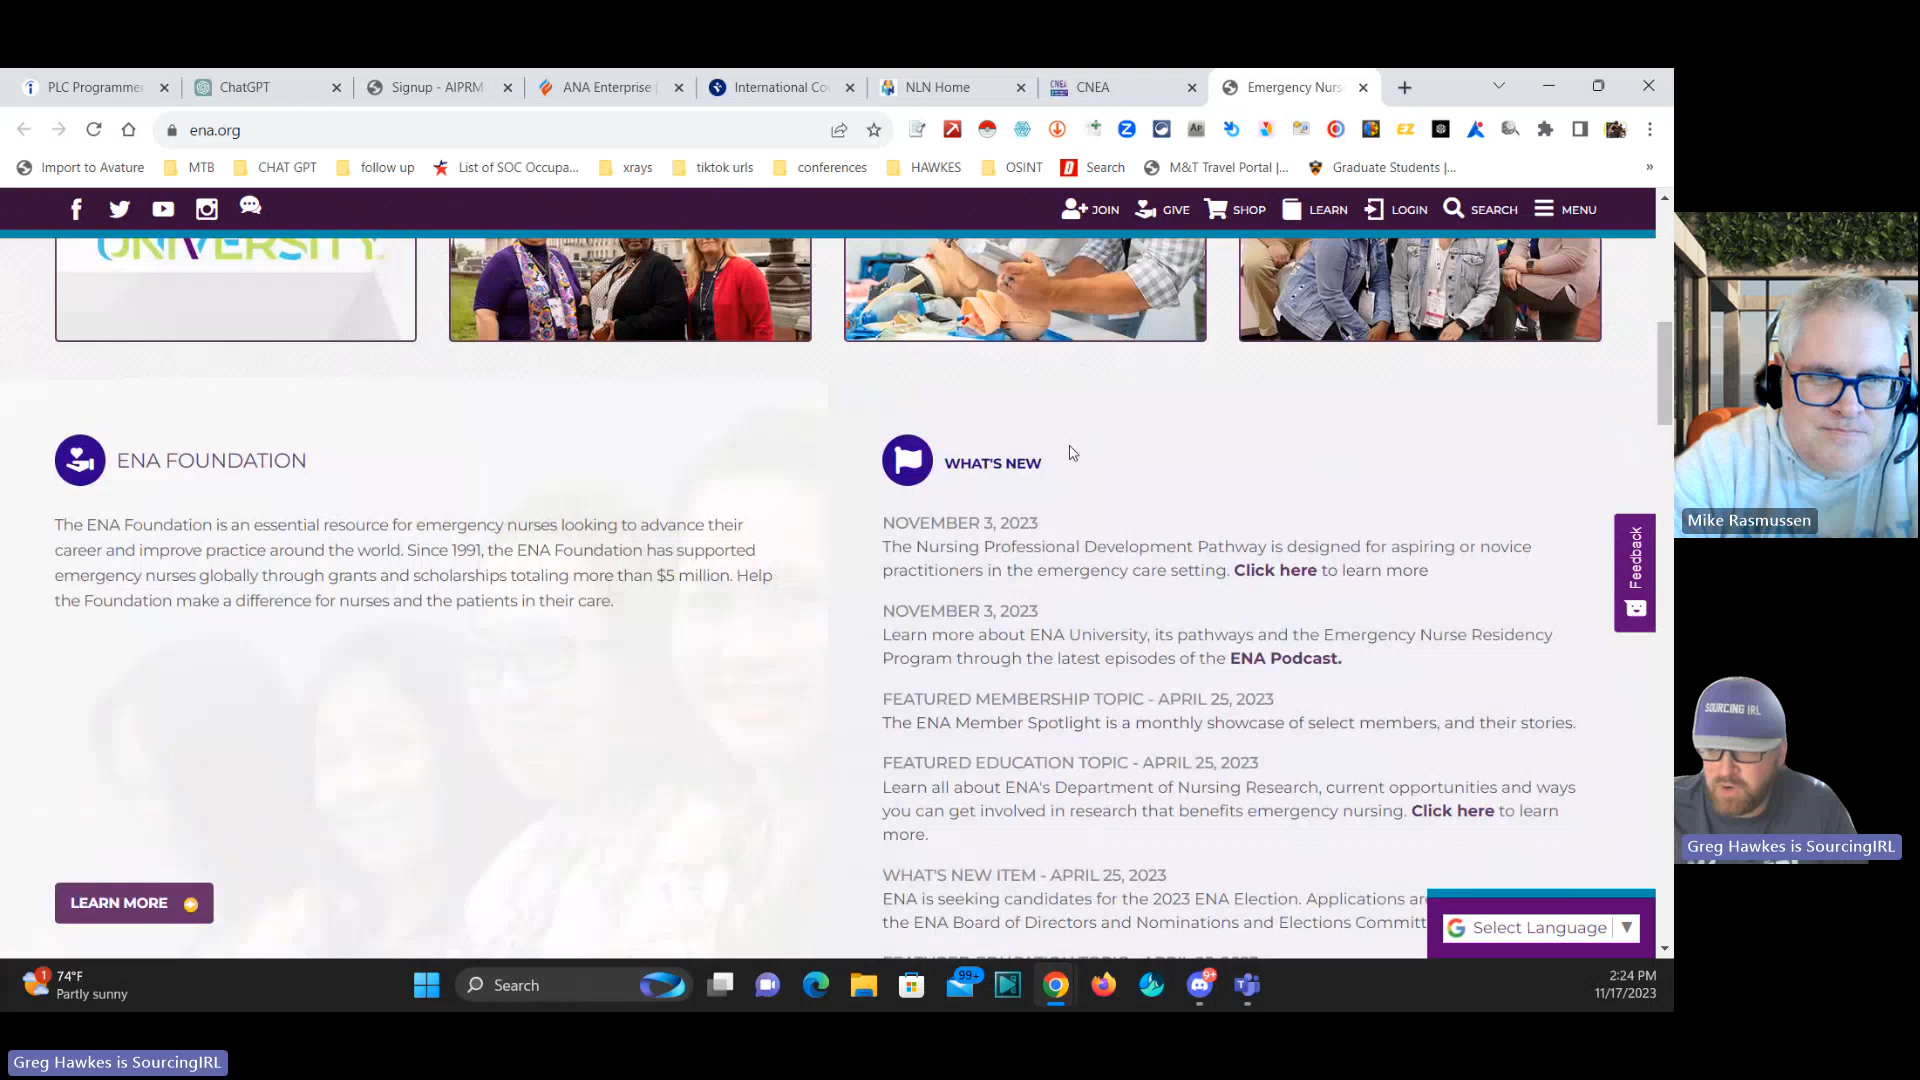 PLC Programmer
ChatGPT
Signup - AIPRM
ANA Enterprise
International Cou
NLN Home
CNEA
Emergency Nurs
ena.org
Import to Avature
MTB
CHAT GPT
follow up
List of SOC Occupa...
xrays
tiktok urls
conferences
HAWKES
OSINT
Search
M&T Travel Portal |...
Graduate Students |...
»
JOIN
GIVE
SHOP
LEARN
LOGIN
SEARCH
MENU
UNIVERSITY
ENA FOUNDATION
The ENA Foundation is an essential resource for emergency nurses looking to advance their
career and improve practice around the world. Since 1991, the ENA Foundation has supported
emergency nurses globally through grants and scholarships totaling more than $5 million. Help
the Foundation make a difference for nurses and the patients in their care.
LEARN MORE
WHAT'S NEW
NOVEMBER 3, 2023
The Nursing Professional Development Pathway is designed for aspiring or novice
practitioners in the emergency care setting. Click here to learn more
NOVEMBER 3, 2023
Learn more about ENA University, its pathways and the Emergency Nurse Residency
Program through the latest episodes of the ENA Podcast.
FEATURED MEMBERSHIP TOPIC - APRIL 25, 2023
The ENA Member Spotlight is a monthly showcase of select members, and their stories.
FEATURED EDUCATION TOPIC - APRIL 25, 2023
Learn all about ENA's Department of Nursing Research, current opportunities and ways
you can get involved in research that benefits emergency nursing. Click here to learn
more.
WHAT'S NEW ITEM - APRIL 25, 2023
ENA is seeking candidates for the 2023 ENA Election. Applications are
the ENA Board of Directors and Nominations and Elections Committ
Feedback
Select Language
Mike Rasmussen
SOURCING IRL
Greg Hawkes is SourcingIRL
1
74°F
Partly sunny
Search
99+
9+
2:24 PM
11/17/2023
Greg Hawkes is SourcingIRL